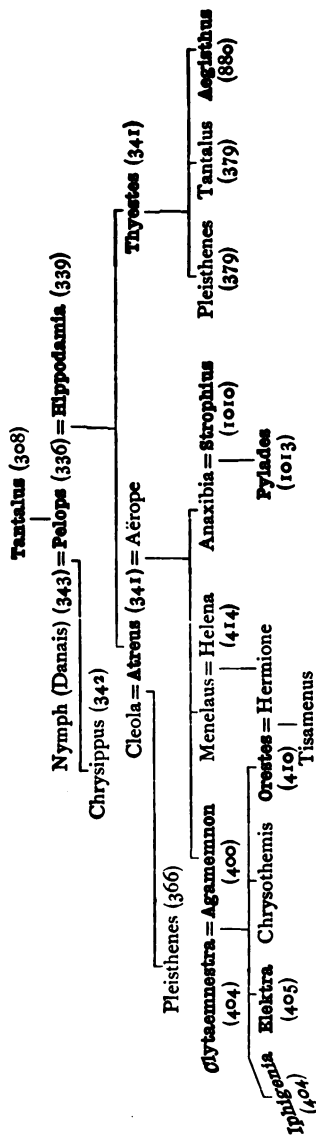 Tantalus (308)
Nymph (Danais) (343) = Pelops (336) = Hippodamia (339)
Chrysippus (342)
Cleola = Atreus (341) = Aërope
Thyestes (341)
Pleisthenes (366)
Clytaemnestra = Agamemnon
(404) (400)
Menelaus = Helena
(414)
Anaxibia = Strophius
(1010)
Pleisthenes Tantalus Aegisthus
(379) (379) (880)
Pylades
(1013)
Iphigenia Elektra Chrysothemis Orestes = Hermione
(404) (405) (410)
Tisamenus